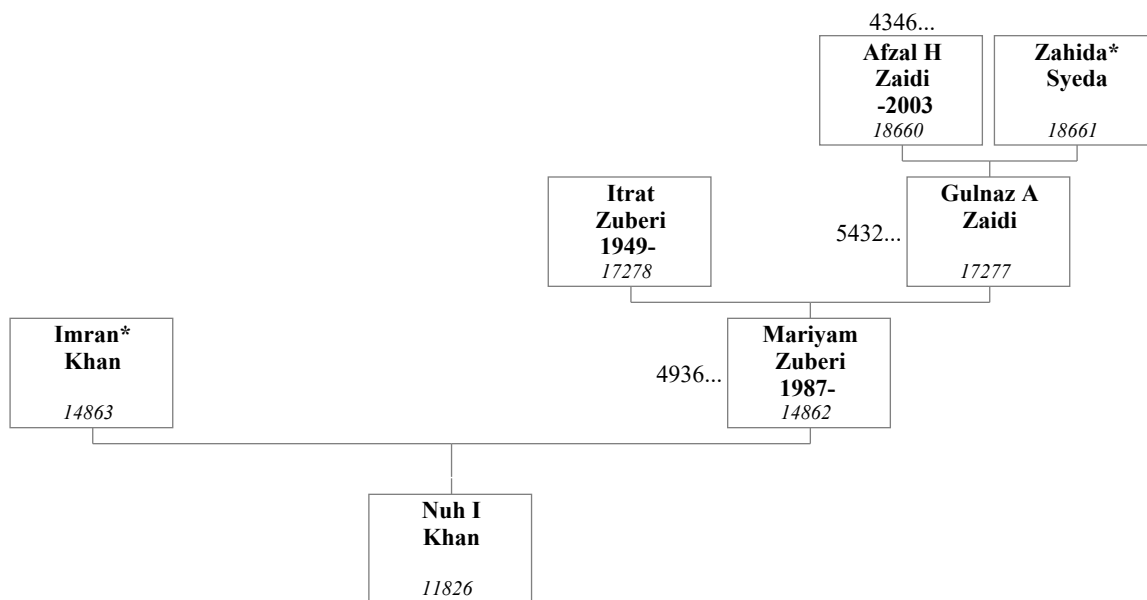 4346...
Afzal H
Zaidi
-2003
18660
Zahida*
Syeda
18661
Itrat
Zuberi
1949-
17278
5432...
Gulnaz A
Zaidi
17277
Imran*
Khan
14863
4936...
Mariyam
Zuberi
1987-
14862
Nuh I
Khan
11826